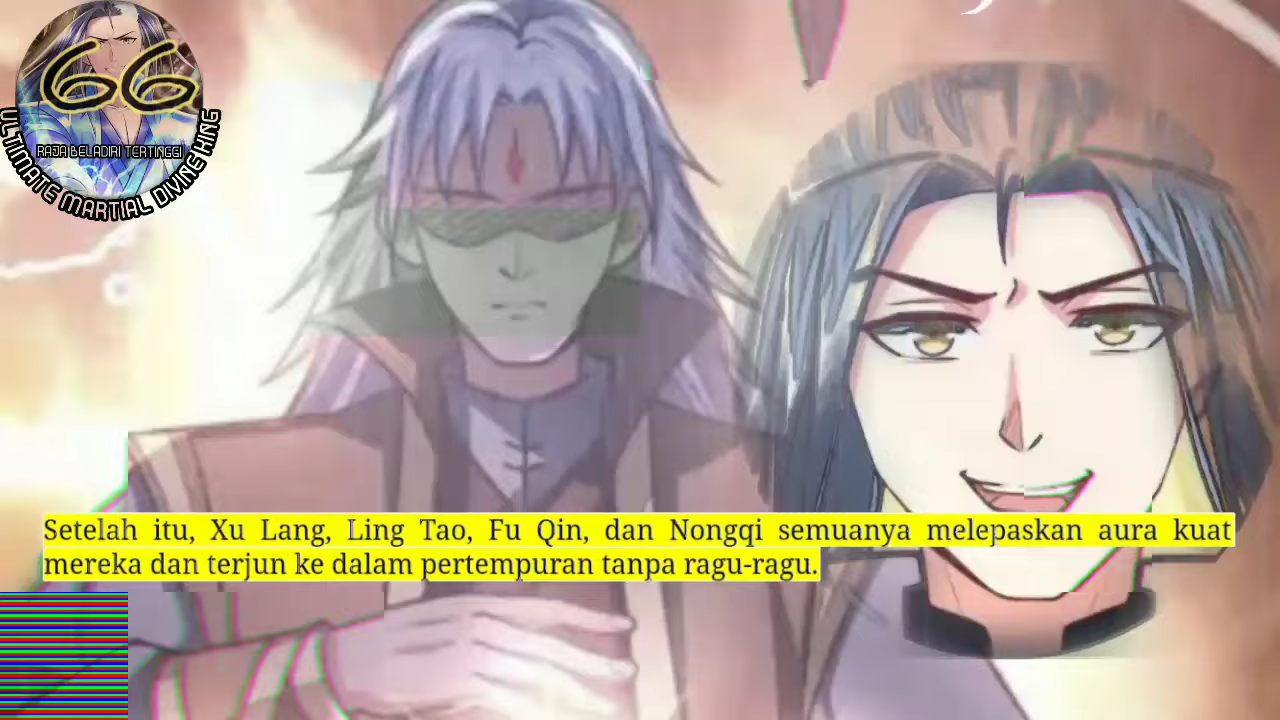 66
RAJA BELADIRI TERTINGGI
ULTIMATE MARTIAL DIVINE KING
Setelah itu, Xu Lang, Ling Tao, Fu Qin, dan Nongqi semuanya melepaskan aura kuat
mereka dan terjun ke dalam pertempuran tanpa ragu-ragu.